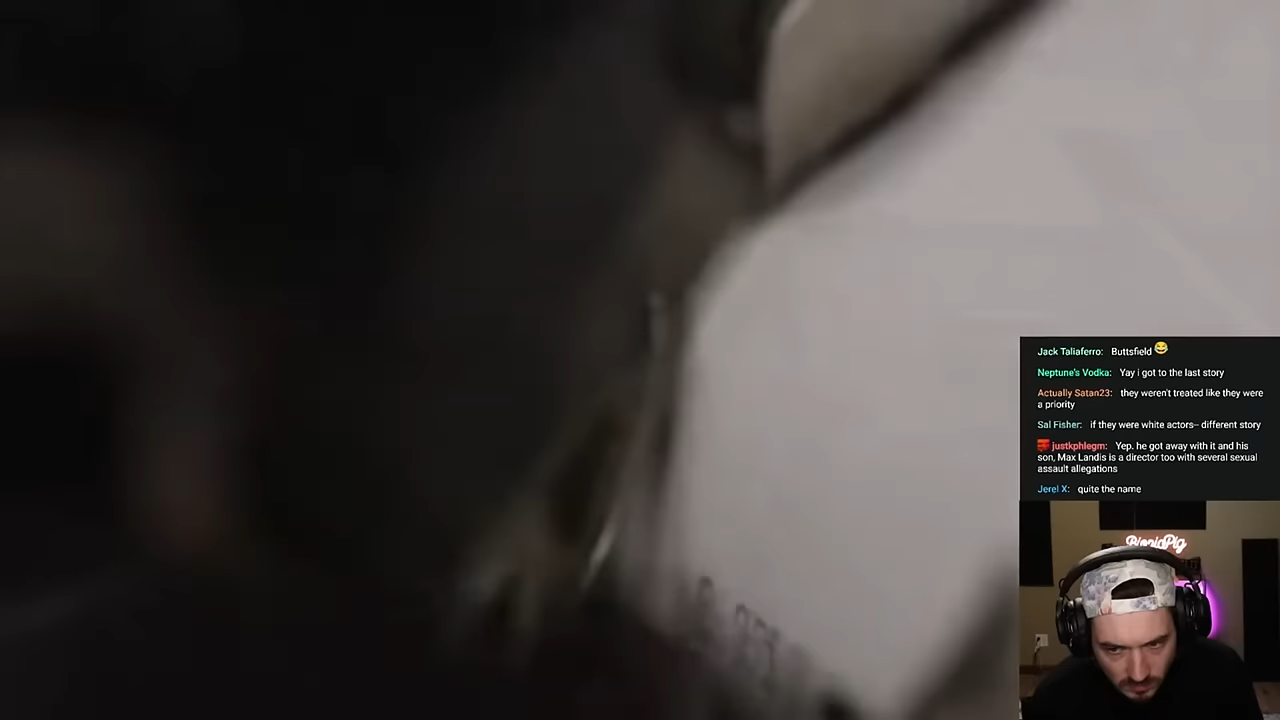 Jack Taliaferro: Buttsfield 😂
Neptune's Vodka: Yay i got to the last story
Actually Satan23: they weren't treated like they were
a priority
Sal Fisher: if they were white actors-- different story
justkphlegm: Yep. he got away with it and his
son, Max Landis is a director too with several sexual
assault allegations
Jerel X: quite the name
BionicPig